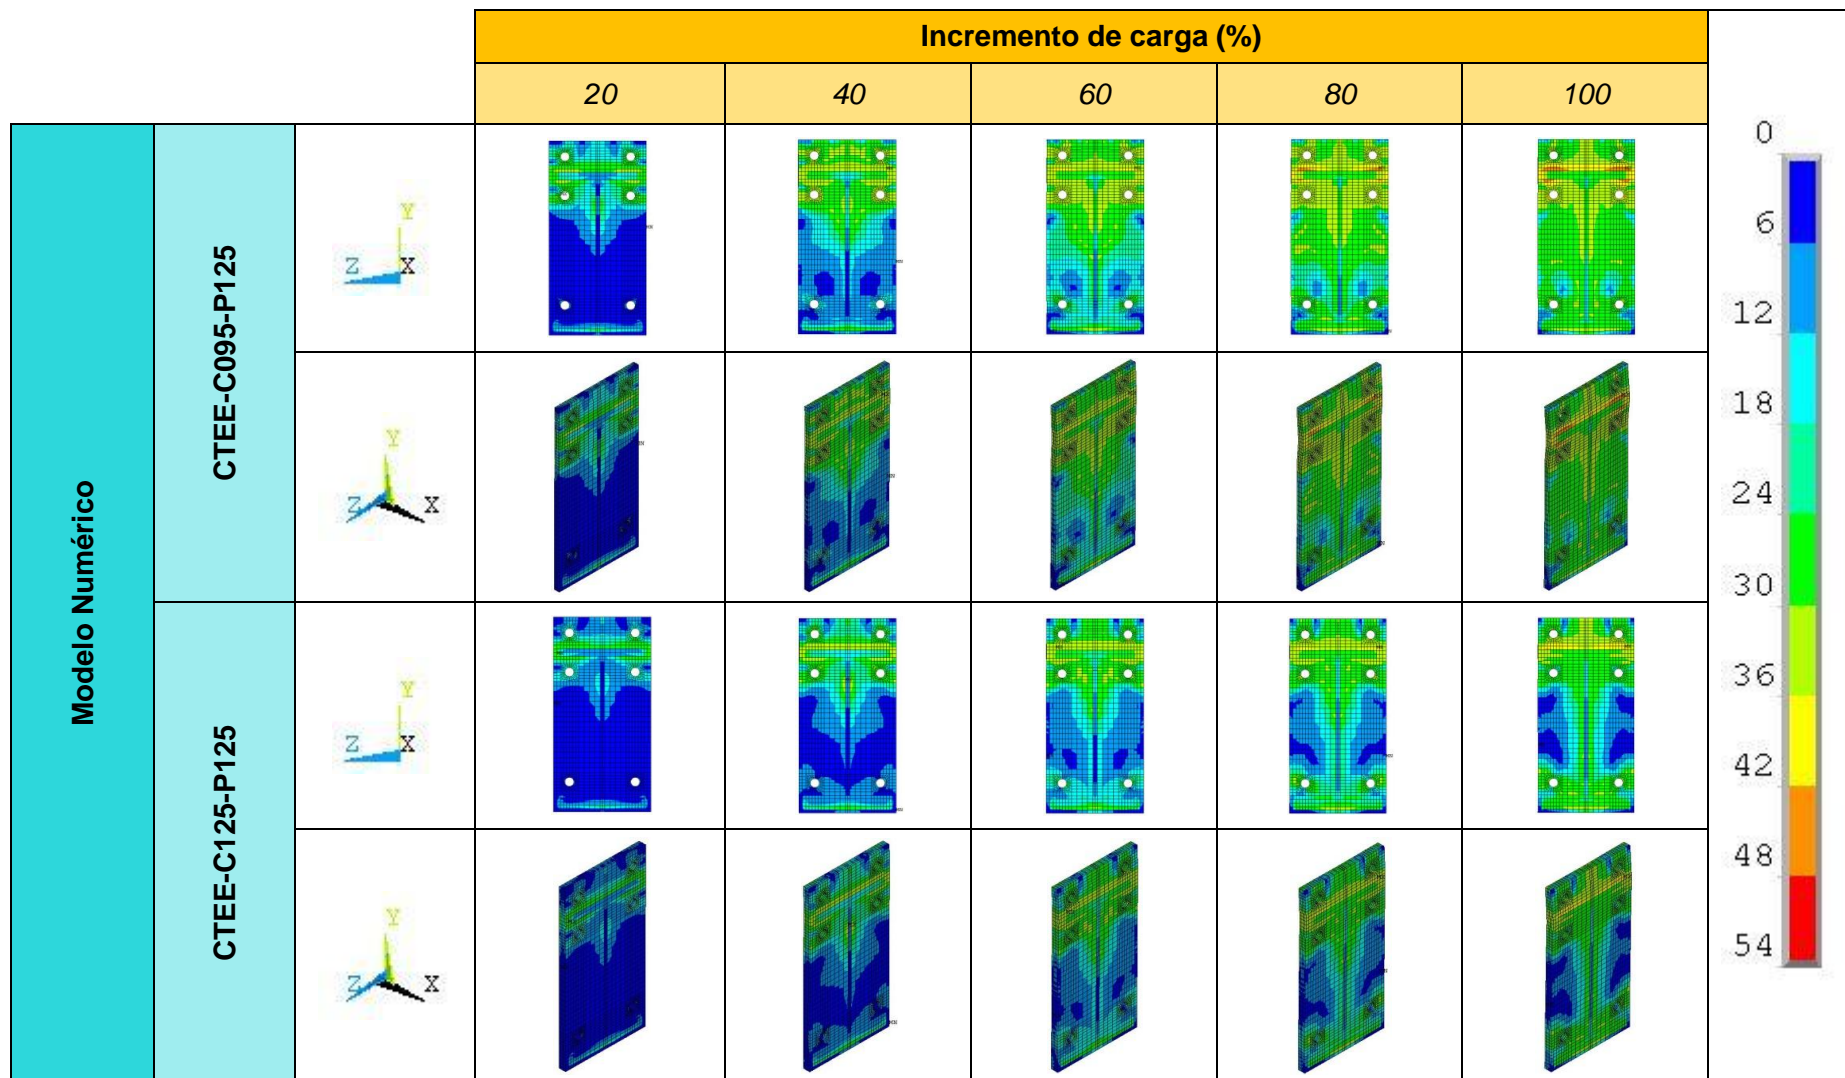 Incremento de carga (%)
20
40
60
80
100
Modelo Numérico
CTEE-C095-P125
Y
Z
X
Y
Z
X
CTEE-C125-P125
Y
Z
X
Y
Z
X
0
6
12
18
24
30
36
42
48
54